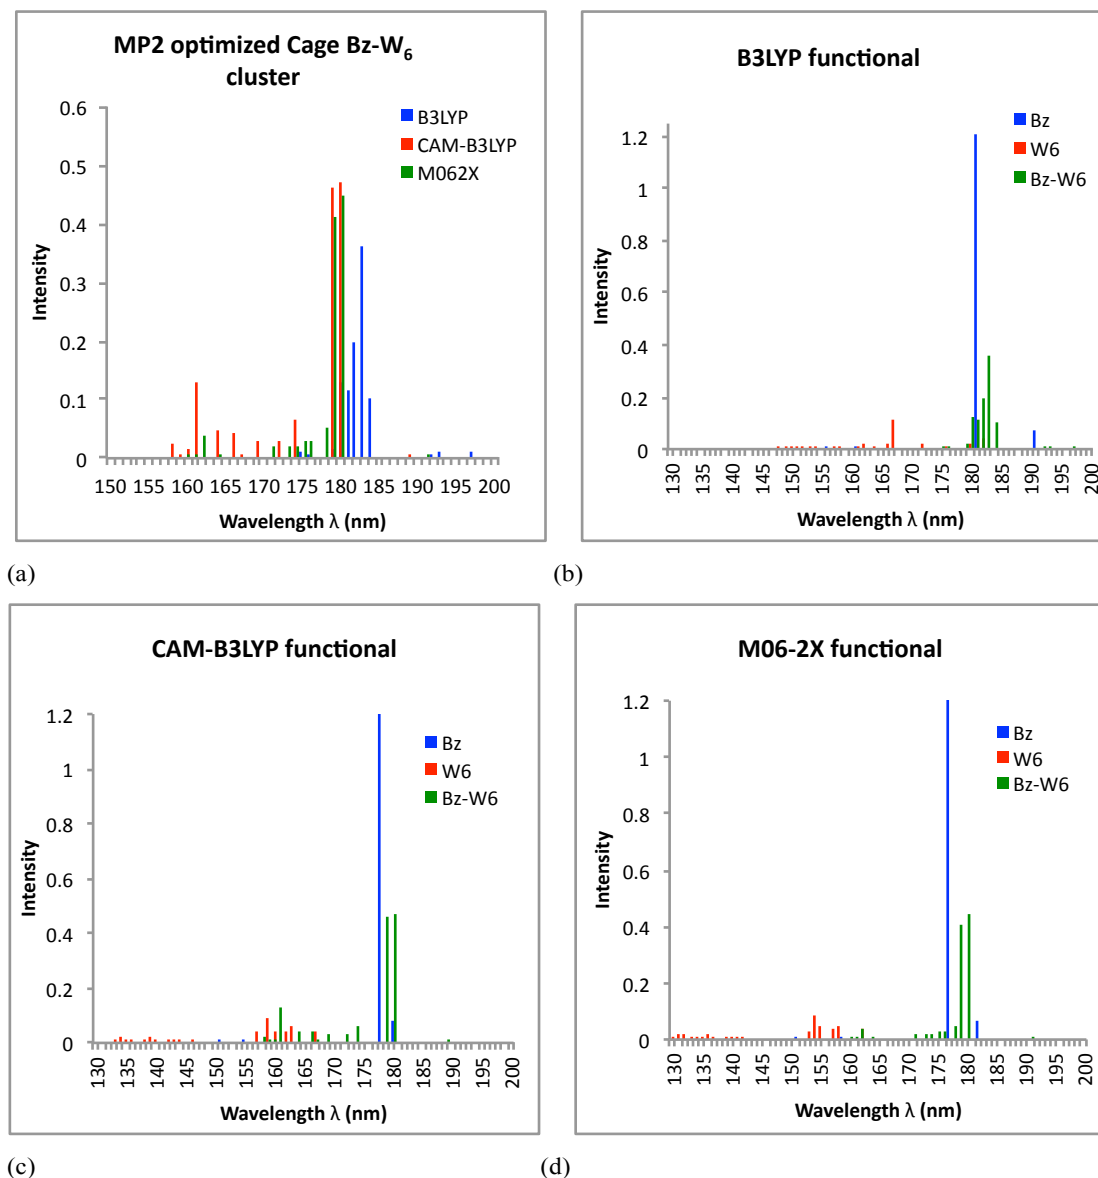 MP2 optimized Cage Bz-W6
cluster
0.6
0.5
0.4
0.3
0.2
0.1
0
Intensity
B3LYP
CAM-B3LYP
M062X
150 155 160 165 170 175 180 185 190 195 200
Wavelength λ (nm)
(a)
B3LYP functional
1.2
1
0.8
0.6
0.4
0.2
0
Intensity
Bz
W6
Bz-W6
130 135 140 145 150 155 160 165 170 175 180 185 190 195 200
Wavelength λ (nm)
(b)
CAM-B3LYP functional
1.2
1
0.8
0.6
0.4
0.2
0
Intensity
Bz
W6
Bz-W6
130 135 140 145 150 155 160 165 170 175 180 185 190 195 200
Wavelength λ (nm)
(c)
M06-2X functional
1.2
1
0.8
0.6
0.4
0.2
0
Intensity
Bz
W6
Bz-W6
130 135 140 145 150 155 160 165 170 175 180 185 190 195 200
Wavelength λ (nm)
(d)